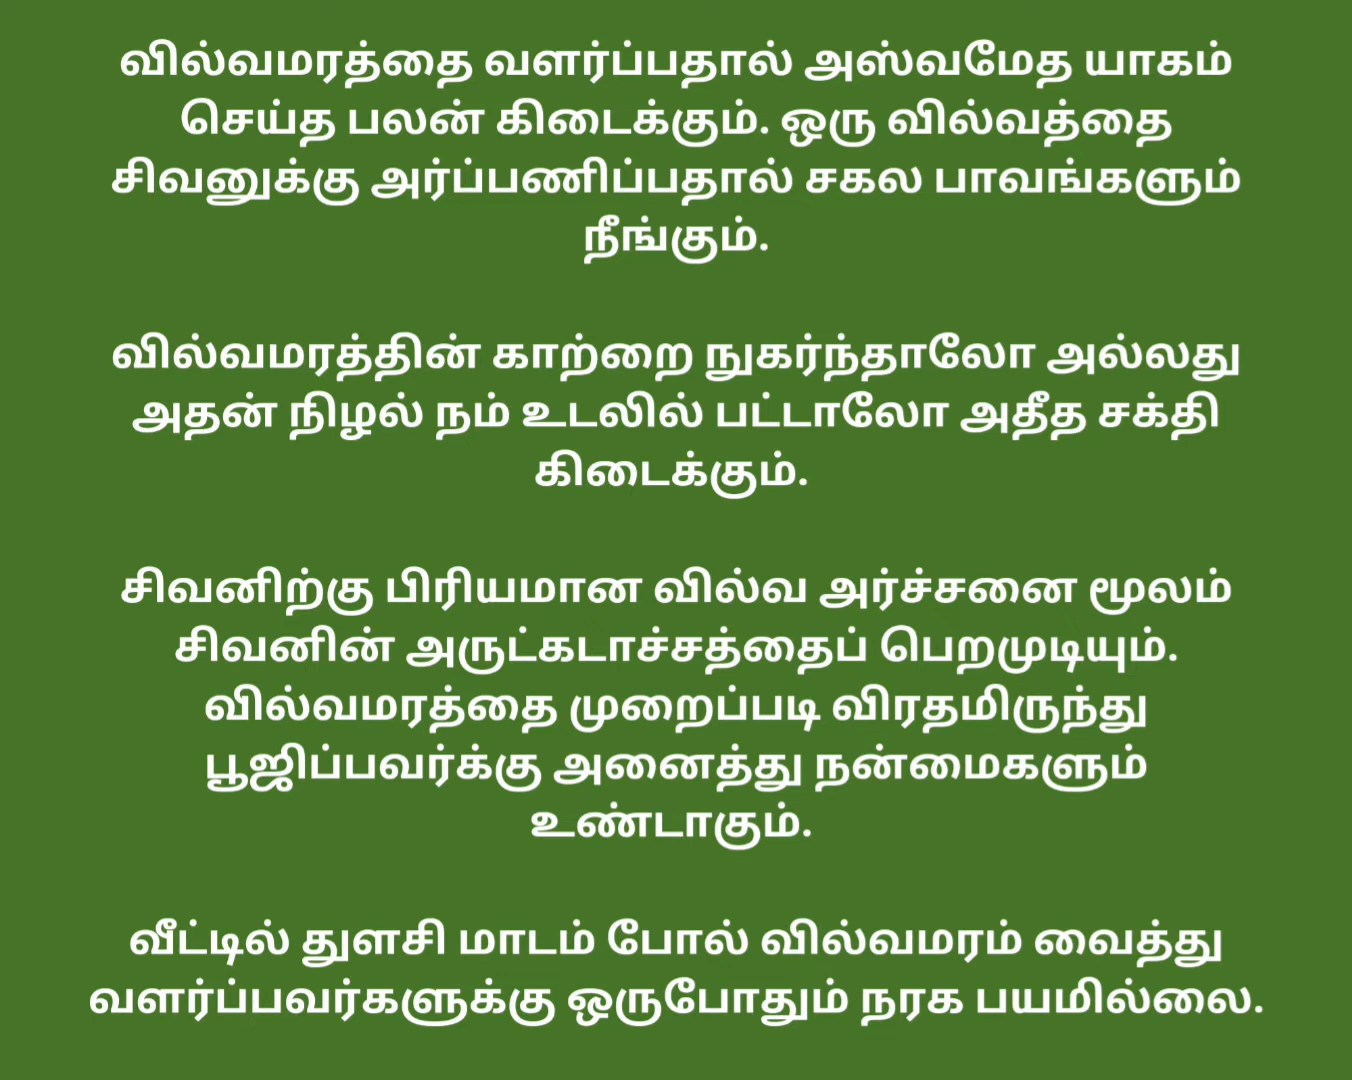 வில்வமரத்தை வளர்ப்பதால் அஸ்வமேத யாகம்
செய்த பலன் கிடைக்கும். ஒரு வில்வத்தை
சிவனுக்கு அர்ப்பணிப்பதால் சகல பாவங்களும்
நீங்கும்.
வில்வமரத்தின் காற்றை நுகர்ந்தாலோ அல்லது
அதன் நிழல் நம் உடலில் பட்டாலோ அதீத சக்தி
கிடைக்கும்.
சிவனிற்கு பிரியமான வில்வ அர்ச்சனை மூலம்
சிவனின் அருட்கடாச்சத்தைப் பெறமுடியும்.
வில்வமரத்தை முறைப்படி விரதமிருந்து
பூஜிப்பவர்க்கு அனைத்து நன்மைகளும்
உண்டாகும்.
வீட்டில் துளசி மாடம் போல் வில்வமரம் வைத்து
வளர்ப்பவர்களுக்கு ஒருபோதும் நரக பயமில்லை.